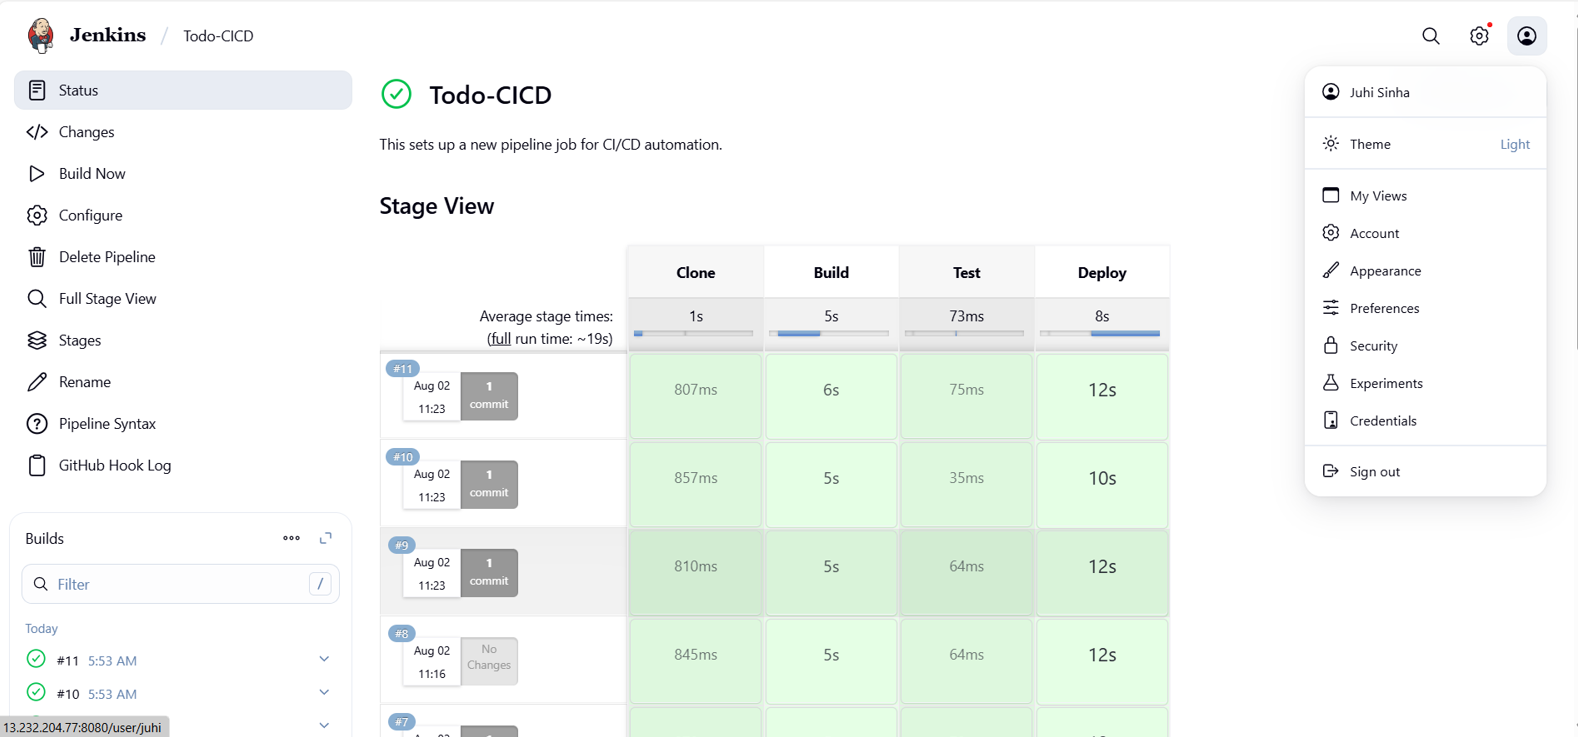 Jenkins / Todo-CICD
Status
Changes
Build Now
Configure
Delete Pipeline
Full Stage View
Stages
Rename
Pipeline Syntax
GitHub Hook Log
Builds
Filter /
Today
#11 5:53 AM
#10 5:53 AM
13.232.204.77:8080/user/juhi
Todo-CICD
This sets up a new pipeline job for CI/CD automation.
Stage View
Clone Build Test Deploy
Average stage times: 1s 5s 73ms 8s
(full run time: ~19s)
#11
Aug 02 1
11:23 commit
807ms 6s 75ms 12s
#10
Aug 02 1
11:23 commit
857ms 5s 35ms 10s
#9
Aug 02 1
11:23 commit
810ms 5s 64ms 12s
#8
Aug 02 No
11:16 Changes
845ms 5s 64ms 12s
#7
Aug 02
Juhi Sinha
Theme Light
My Views
Account
Appearance
Preferences
Security
Experiments
Credentials
Sign out